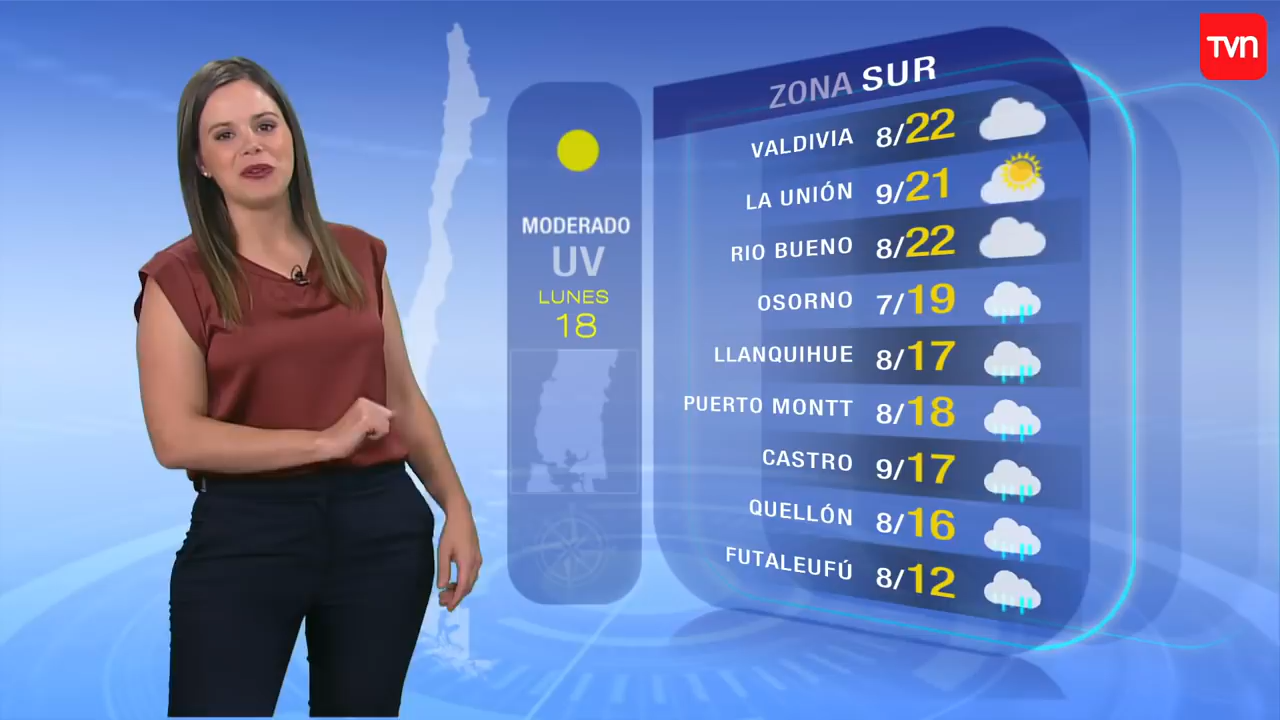 TVN
ZONA SUR
VALDIVIA 8/22
LA UNIÓN 9/21
RIO BUENO 8/22
OSORNO 7/19
LLANQUIHUE 8/17
PUERTO MONTT 8/18
CASTRO 9/17
QUELLÓN 8/16
FUTALEUFÚ 8/12
MODERADO
UV
LUNES
18